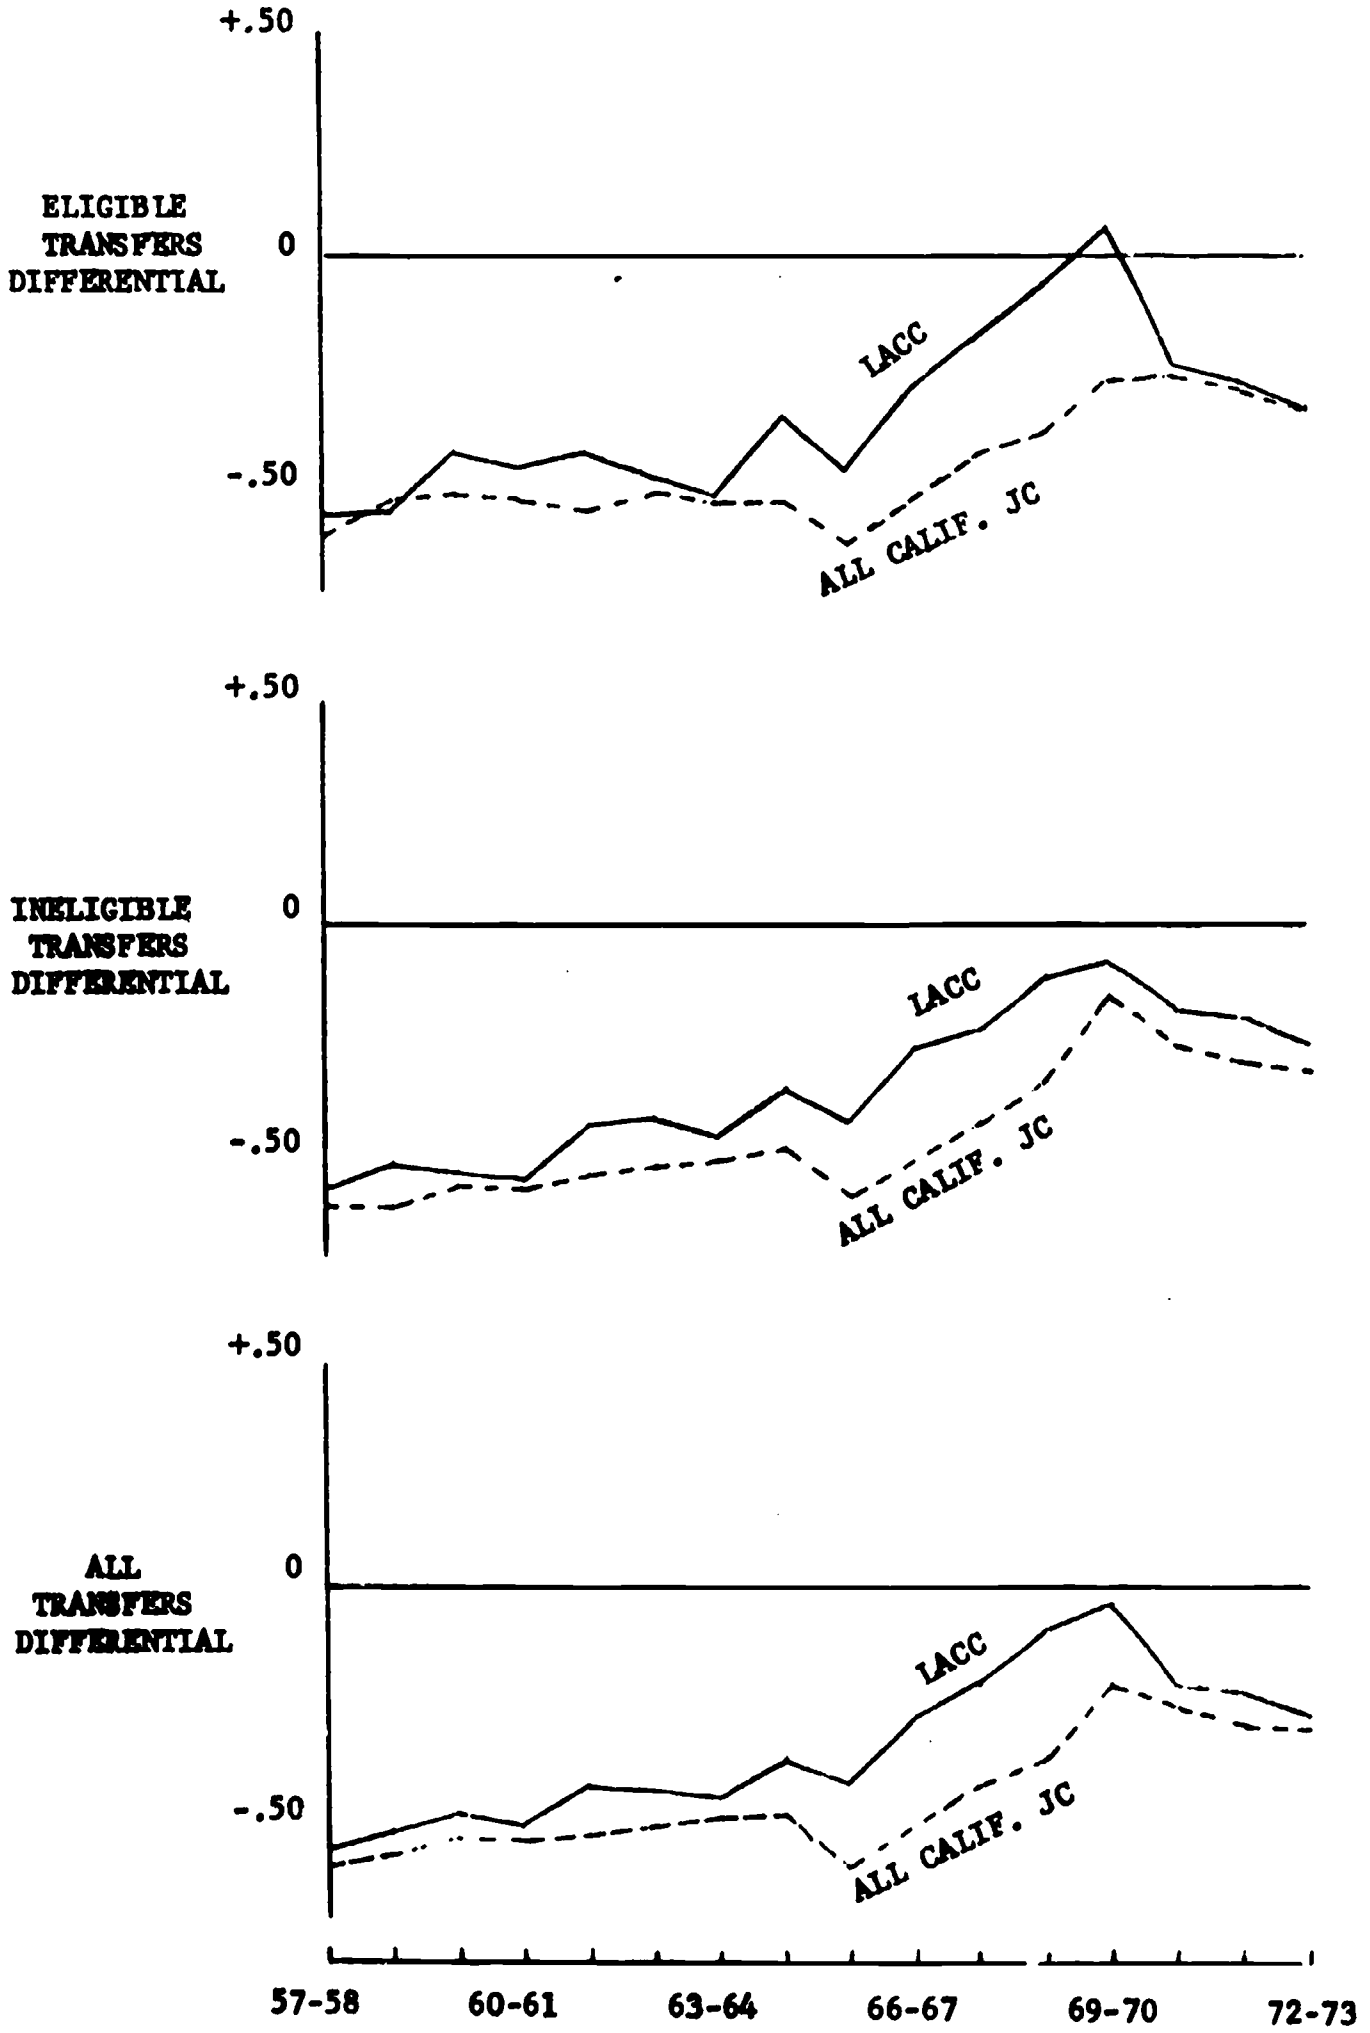 +.50
ELIGIBLE
TRANSFERS
DIFFERENTIAL
0
LACC
-.50
ALL CALIF. JC
+.50
INELIGIBLE
TRANSFERS
DIFFERENTIAL
0
LACC
-.50
ALL CALIF. JC
+.50
ALL
TRANSFERS
DIFFERENTIAL
0
LACC
-.50
ALL CALIF. JC
57-58 60-61 63-64 66-67 69-70 72-73